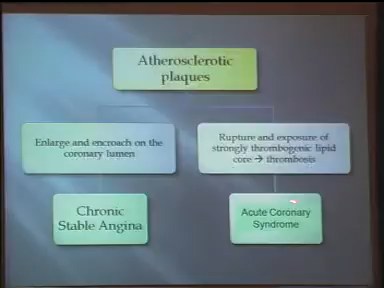 Atherosclerotic
plaques
Enlarge and encroach on the
coronary lumen
Rupture and exposure of
strongly thrombogenic lipid
core → thrombosis
Chronic
Stable Angina
Acute Coronary
Syndrome